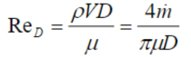 Re_D = ρVD / μ = 4ṁ / πμD